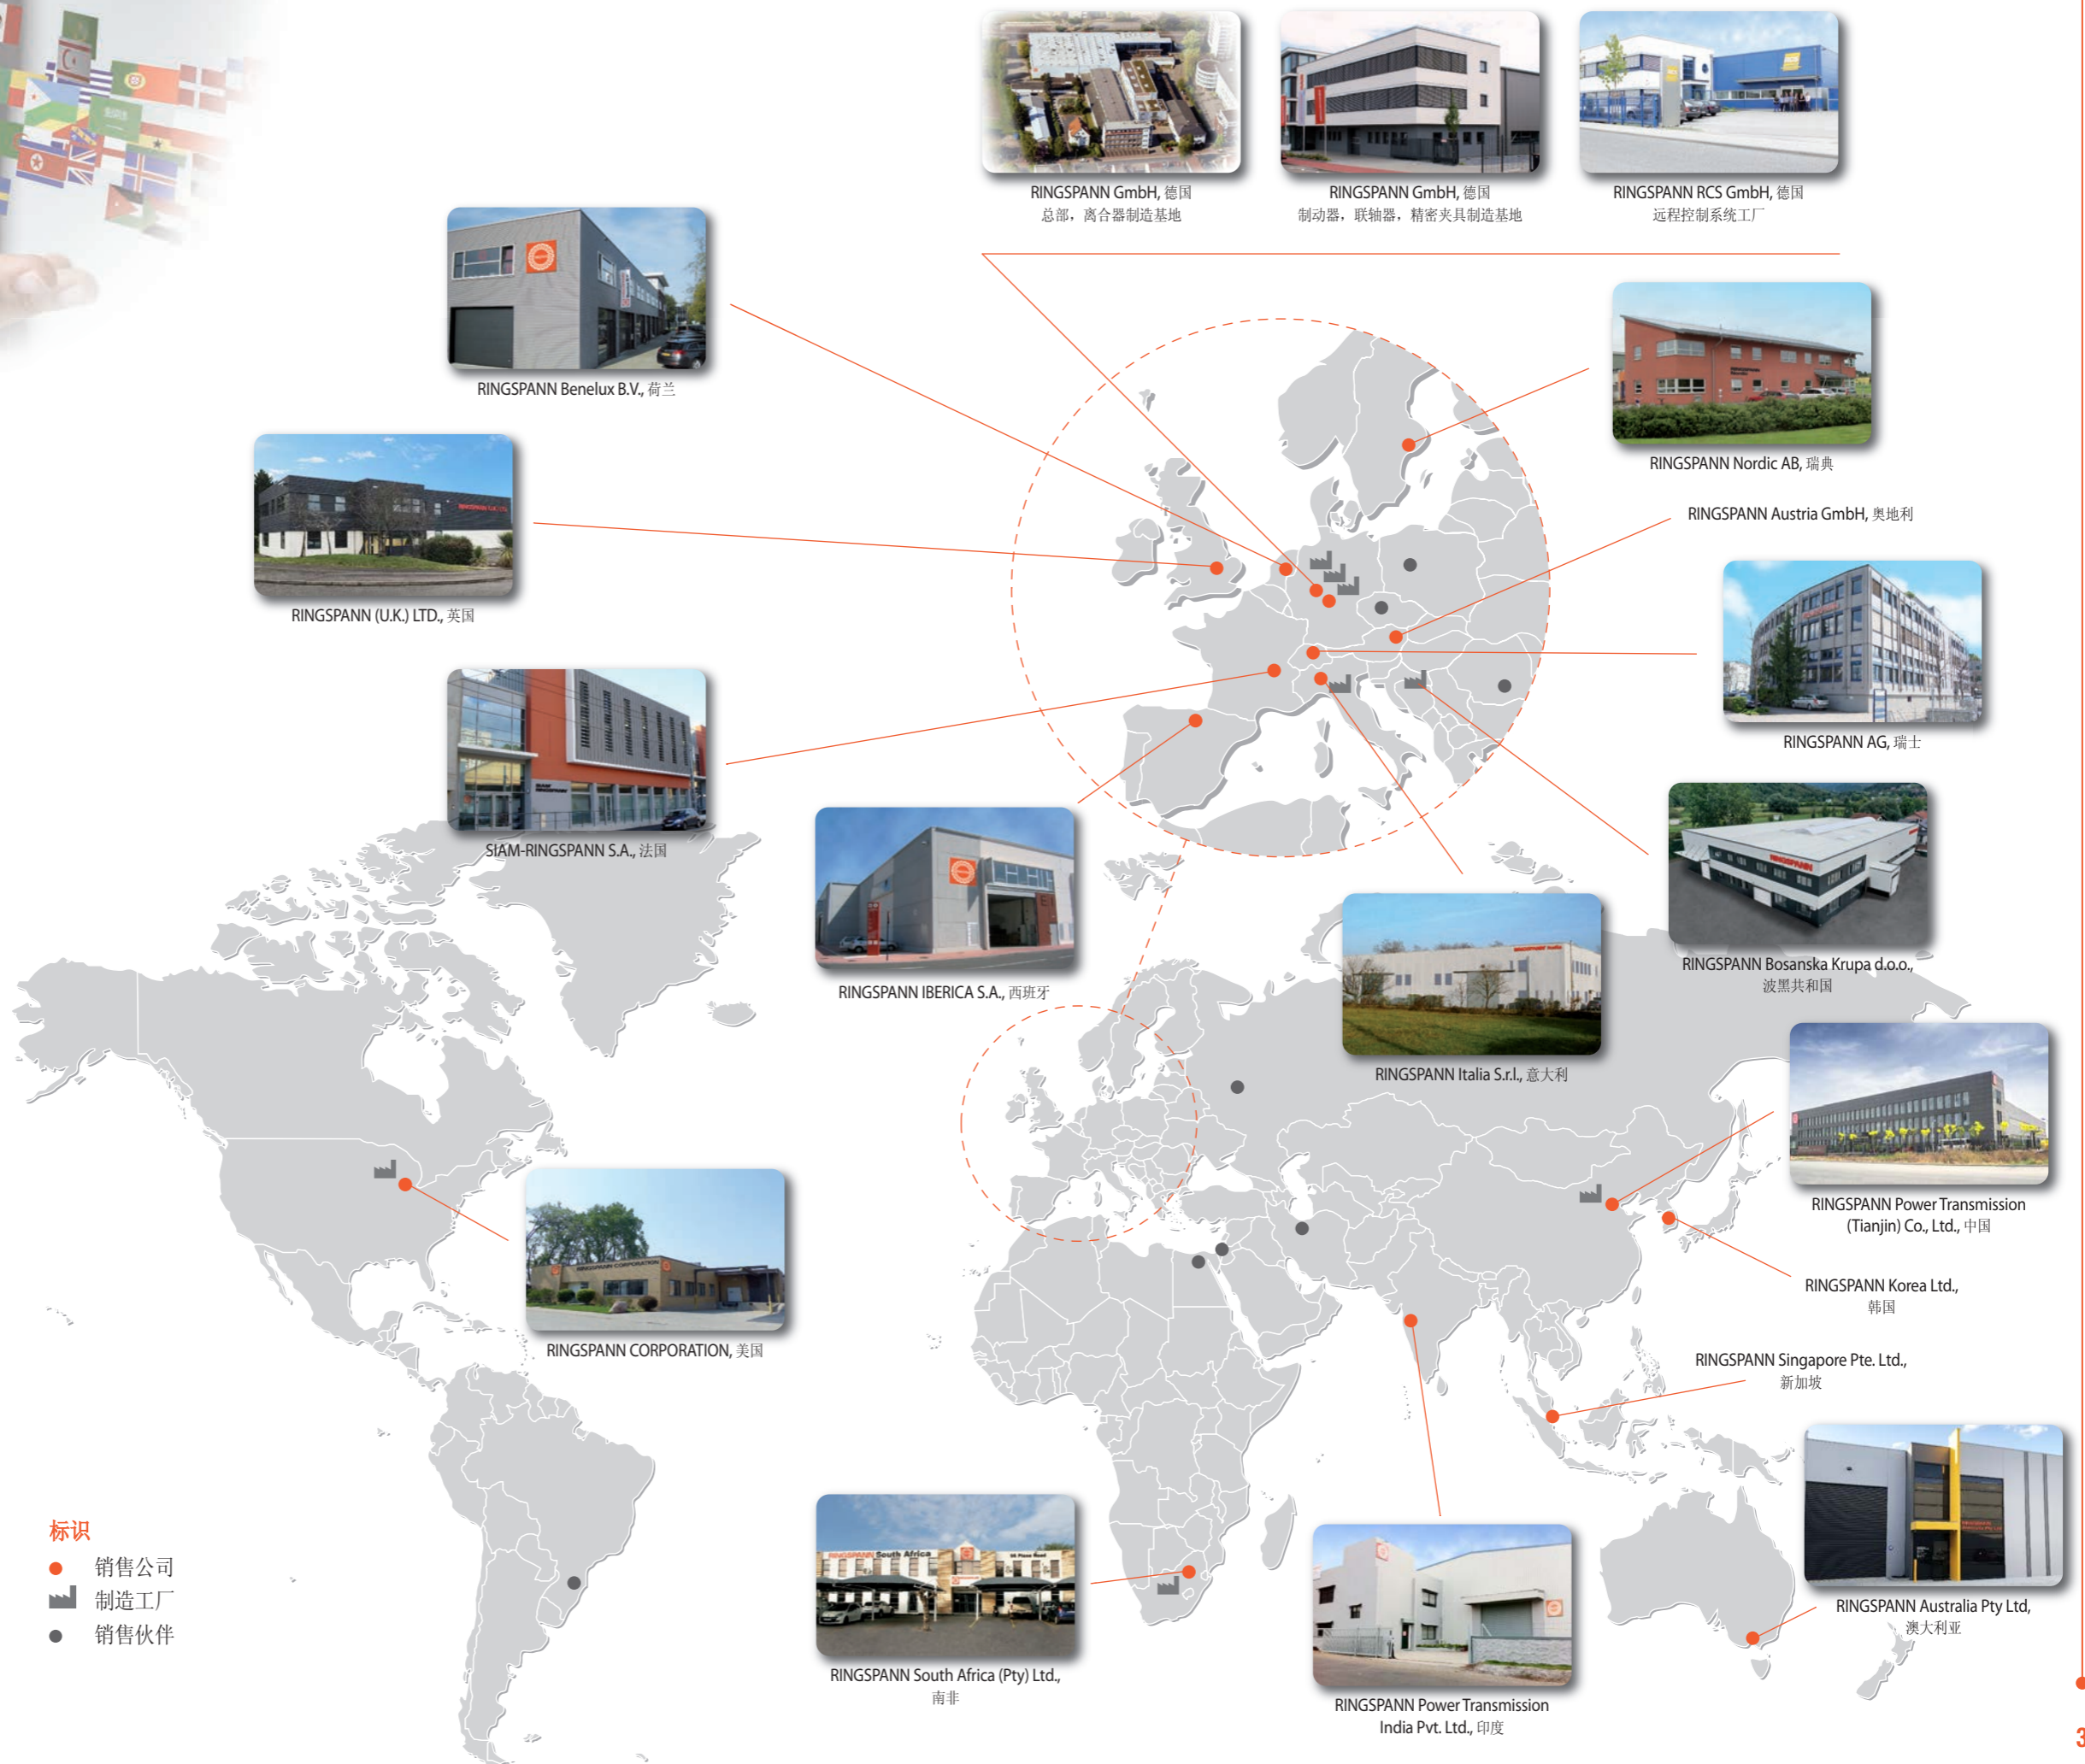 RINGSPANN GmbH, 德国
总部，离合器制造基地
RINGSPANN GmbH, 德国
制动器，联轴器，精密夹具制造基地
RINGSPANN RCS GmbH, 德国
远程控制系统工厂
RINGSPANN Benelux B.V., 荷兰
RINGSPANN Nordic AB, 瑞典
RINGSPANN Austria GmbH, 奥地利
RINGSPANN (U.K.) LTD., 英国
RINGSPANN AG, 瑞士
SIAM-RINGSPANN S.A., 法国
RINGSPANN
RINGSPANN Bosanska Krupa d.o.o.,
波黑共和国
RINGSPANN IBERICA S.A., 西班牙
RINGSPANN Italia S.r.l., 意大利
RINGSPANN Power Transmission
(Tianjin) Co., Ltd., 中国
RINGSPANN Korea Ltd.,
韩国
RINGSPANN CORPORATION
RINGSPANN CORPORATION, 美国
RINGSPANN Singapore Pte. Ltd.,
新加坡
RINGSPANN South Africa
RINGSPANN South Africa (Pty) Ltd.,
南非
RINGSPANN Power Transmission
India Pvt. Ltd., 印度
RINGSPANN Australia Pty Ltd,
澳大利亚
标识
销售公司
制造工厂
销售伙伴
3